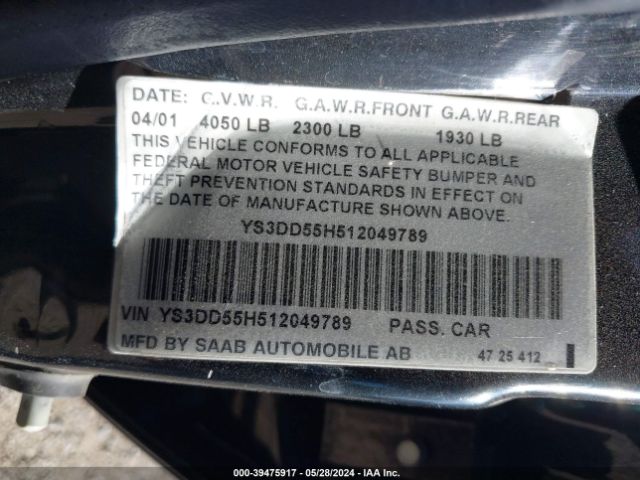 DATE: G.V.W.R. G.A.W.R.FRONT G.A.W.R.REAR
04/01 4050 LB 2300 LB 1930 LB
THIS VEHICLE CONFORMS TO ALL APPLICABLE
FEDERAL MOTOR VEHICLE SAFETY BUMPER AND
THEFT PREVENTION STANDARDS IN EFFECT ON
THE DATE OF MANUFACTURE SHOWN ABOVE.
YS3DD55H512049789
VIN YS3DD55H512049789 PASS. CAR
MFD BY SAAB AUTOMOBILE AB 47 25 412
000-39475917 - 05/28/2024 - IAA Inc.